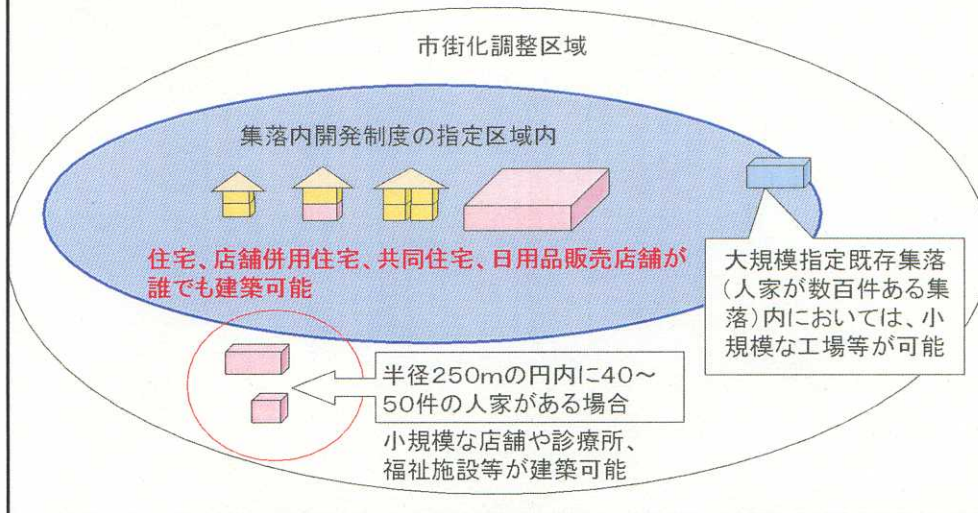 市街化調整区域
集落内開発制度の指定区域内
住宅、店舗併用住宅、共同住宅、日用品販売店舗が
誰でも建築可能
大規模指定既存集落
(人家が数百件ある集
落)内においては、小
規模な工場等が可能
半径250mの円内に40～
50件の人家がある場合
小規模な店舗や診療所、
福祉施設等が建築可能